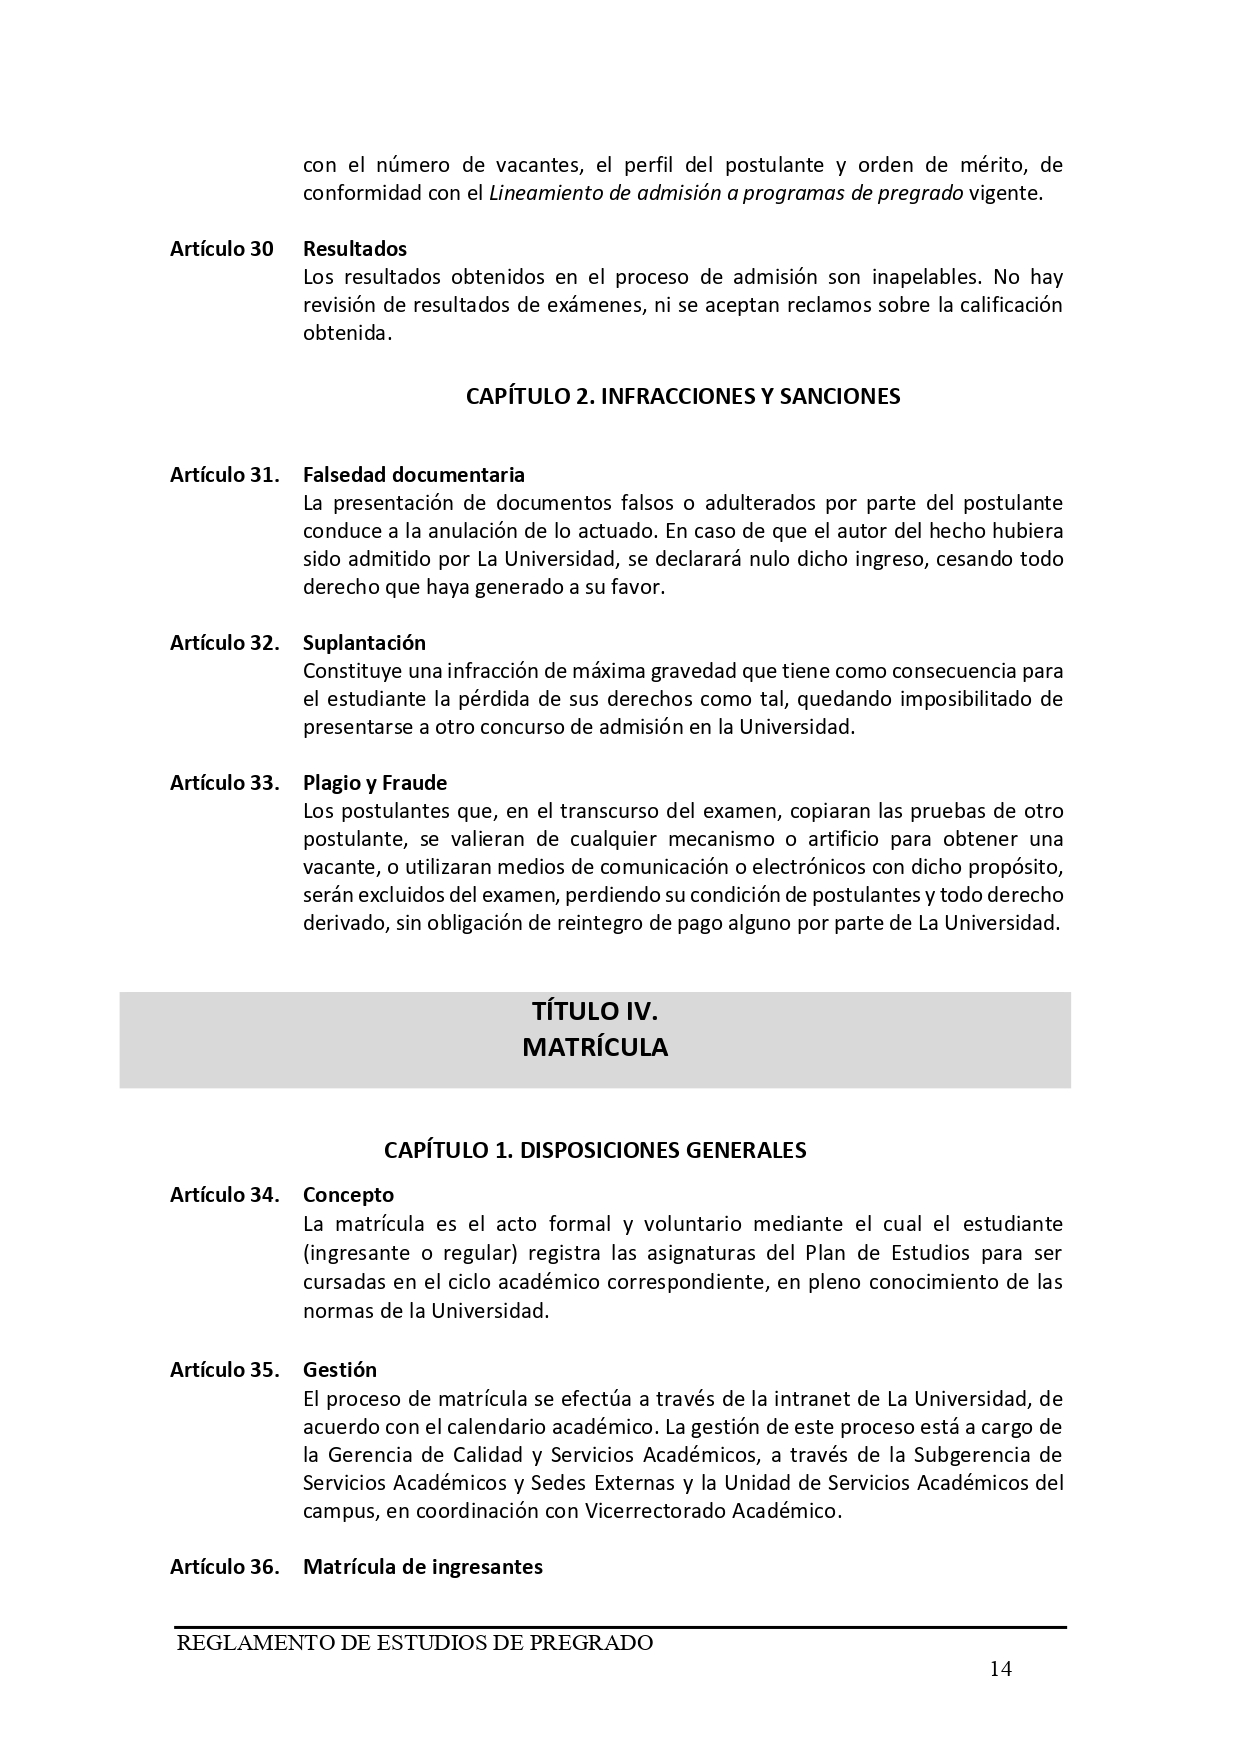 con el número de vacantes, el perfil del postulante y orden de mérito, de
conformidad con el Lineamiento de admisión a programas de pregrado vigente.
Artículo 30 Resultados
Los resultados obtenidos en el proceso de admisión son inapelables. No hay
revisión de resultados de exámenes, ni se aceptan reclamos sobre la calificación
obtenida.
CAPÍTULO 2. INFRACCIONES Y SANCIONES
Artículo 31. Falsedad documentaria
La presentación de documentos falsos o adulterados por parte del postulante
conduce a la anulación de lo actuado. En caso de que el autor del hecho hubiera
sido admitido por La Universidad, se declarará nulo dicho ingreso, cesando todo
derecho que haya generado a su favor.
Artículo 32. Suplantación
Constituye una infracción de máxima gravedad que tiene como consecuencia para
el estudiante la pérdida de sus derechos como tal, quedando imposibilitado de
presentarse a otro concurso de admisión en la Universidad.
Artículo 33. Plagio y Fraude
Los postulantes que, en el transcurso del examen, copiaran las pruebas de otro
postulante, se valieran de cualquier mecanismo o artificio para obtener una
vacante, o utilizaran medios de comunicación o electrónicos con dicho propósito,
serán excluidos del examen, perdiendo su condición de postulantes y todo derecho
derivado, sin obligación de reintegro de pago alguno por parte de La Universidad.
TÍTULO IV.
MATRÍCULA
CAPÍTULO 1. DISPOSICIONES GENERALES
Artículo 34. Concepto
La matrícula es el acto formal y voluntario mediante el cual el estudiante
(ingresante o regular) registra las asignaturas del Plan de Estudios para ser
cursadas en el ciclo académico correspondiente, en pleno conocimiento de las
normas de la Universidad.
Artículo 35. Gestión
El proceso de matrícula se efectúa a través de la intranet de La Universidad, de
acuerdo con el calendario académico. La gestión de este proceso está a cargo de
la Gerencia de Calidad y Servicios Académicos, a través de la Subgerencia de
Servicios Académicos y Sedes Externas y la Unidad de Servicios Académicos del
campus, en coordinación con Vicerrectorado Académico.
Artículo 36. Matrícula de ingresantes
REGLAMENTO DE ESTUDIOS DE PREGRADO
14